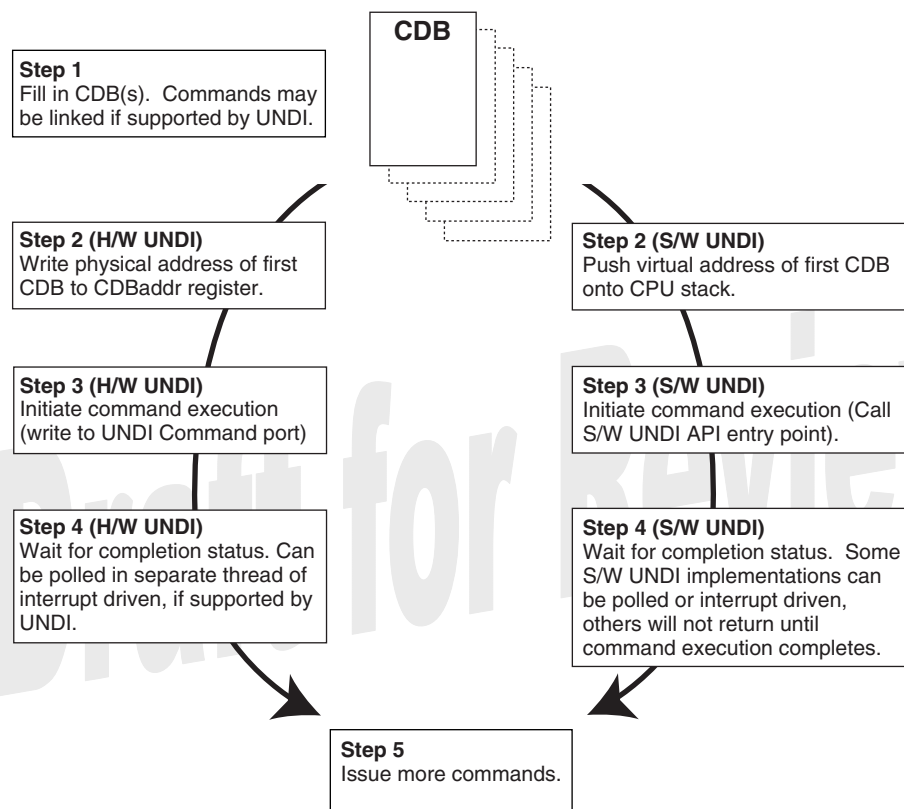 CDB
Step 1
Fill in CDB(s).  Commands may
be linked if supported by UNDI.
Step 2 (H/W UNDI)
Write physical address of first
CDB to CDBaddr register.
Step 2 (S/W UNDI)
Push virtual address of first CDB
onto CPU stack.
Step 3 (H/W UNDI)
Initiate command execution
(write to UNDI Command port)
Step 3 (S/W UNDI)
Initiate command execution (Call
S/W UNDI API entry point).
Step 4 (H/W UNDI)
Wait for completion status. Can
be polled in separate thread of
interrupt driven, if supported by
UNDI.
Step 4 (S/W UNDI)
Wait for completion status.  Some
S/W UNDI implementations can
be polled or interrupt driven,
others will not return until
command execution completes.
Step 5
Issue more commands.
Draft for Review